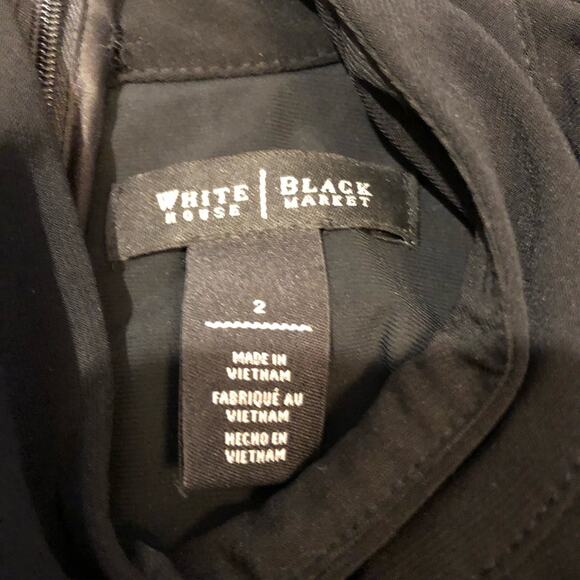 WHITE | BLACK
HOUSE | MARKET
2
MADE IN
VIETNAM
FABRIQUÉ AU
VIETNAM
HECHO EN
VIETNAM